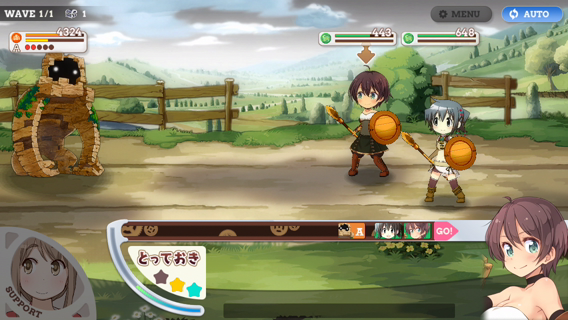 WAVE 1/1
1
MENU
AUTO
4324
A
443
648
A
GO!
とっておき
SUPPORT